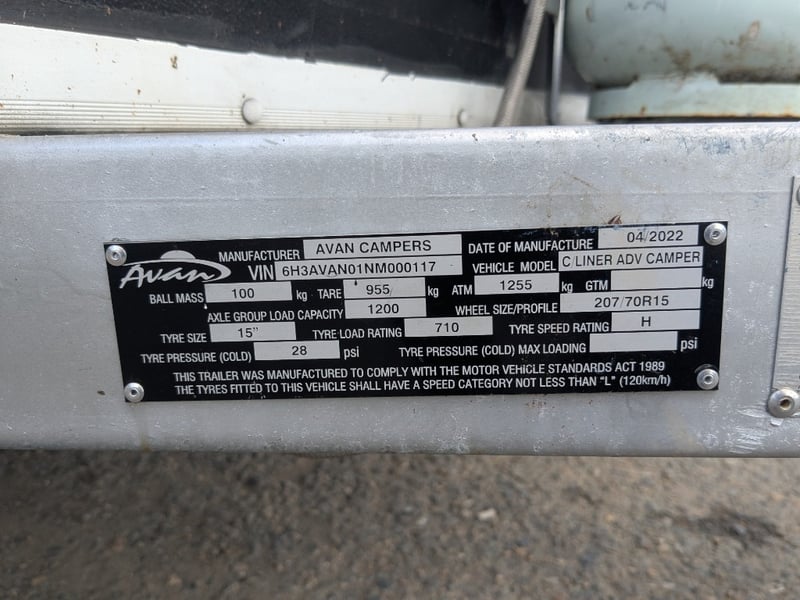 Avan MANUFACTURER AVAN CAMPERS DATE OF MANUFACTURE 04/2022
VIN 6H3AVAN01NM000117 VEHICLE MODEL C/LINER ADV CAMPER
BALL MASS 100 kg TARE 955 kg ATM 1255 kg GTM kg
AXLE GROUP LOAD CAPACITY 1200 WHEEL SIZE/PROFILE 207/70R15
TYRE SIZE 15" TYRE LOAD RATING 710 TYRE SPEED RATING H
TYRE PRESSURE (COLD) 28 psi TYRE PRESSURE (COLD) MAX LOADING psi
THIS TRAILER WAS MANUFACTURED TO COMPLY WITH THE MOTOR VEHICLE STANDARDS ACT 1989
THE TYRES FITTED TO THIS VEHICLE SHALL HAVE A SPEED CATEGORY NOT LESS THAN "L" (120km/h)